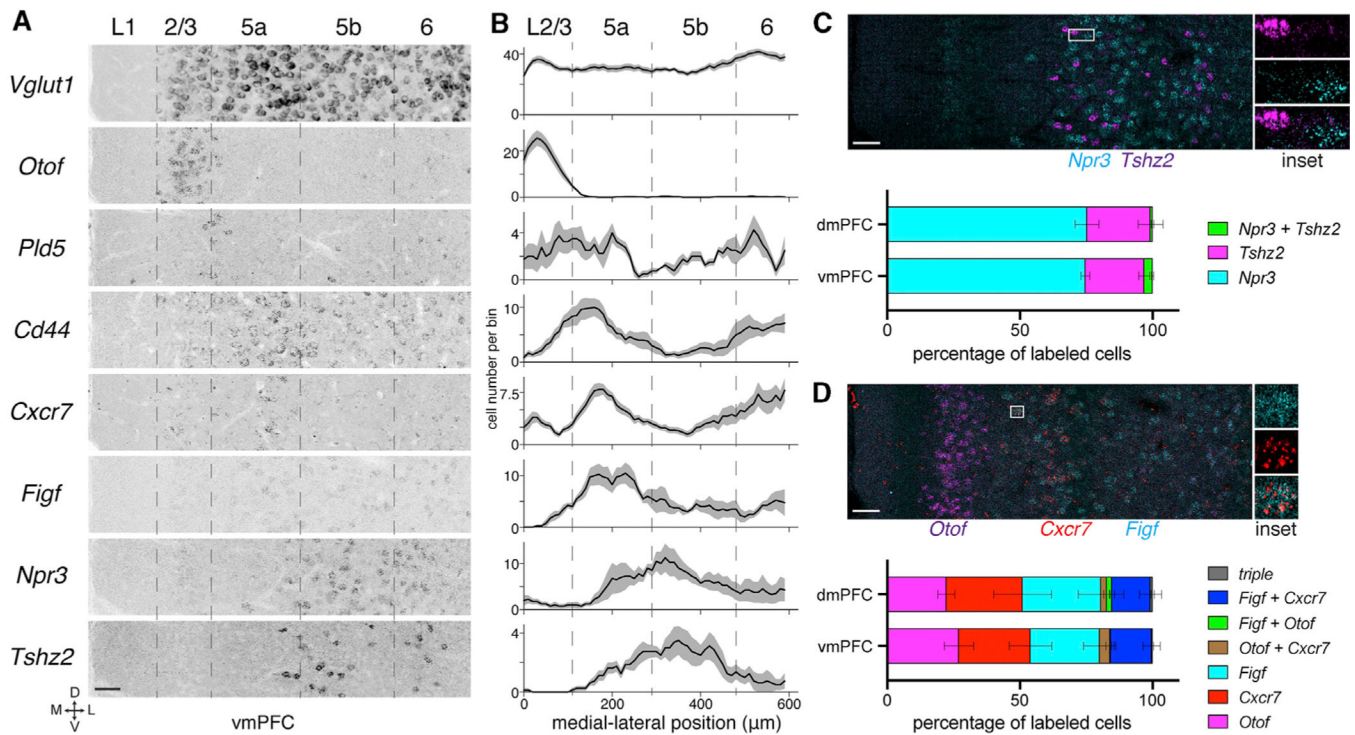 A
L1 2/3 5a 5b 6
Vglut1
Otof
Pld5
Cd44
Cxcr7
Figf
Npr3
Tshz2
D
M L
V
vmPFC
B
L2/3 5a 5b 6
40
0
20
0
4
0
10
0
7.5
0
10
0
10
0
4
0
cell number per bin
0 200 400 600
medial-lateral position (µm)
C
Npr3 Tshz2
inset
dmPFC
vmPFC
0 50 100
percentage of labeled cells
Npr3 + Tshz2
Tshz2
Npr3
D
Otof Cxcr7 Figf
inset
dmPFC
vmPFC
0 50 100
percentage of labeled cells
triple
Figf + Cxcr7
Figf + Otof
Otof + Cxcr7
Figf
Cxcr7
Otof